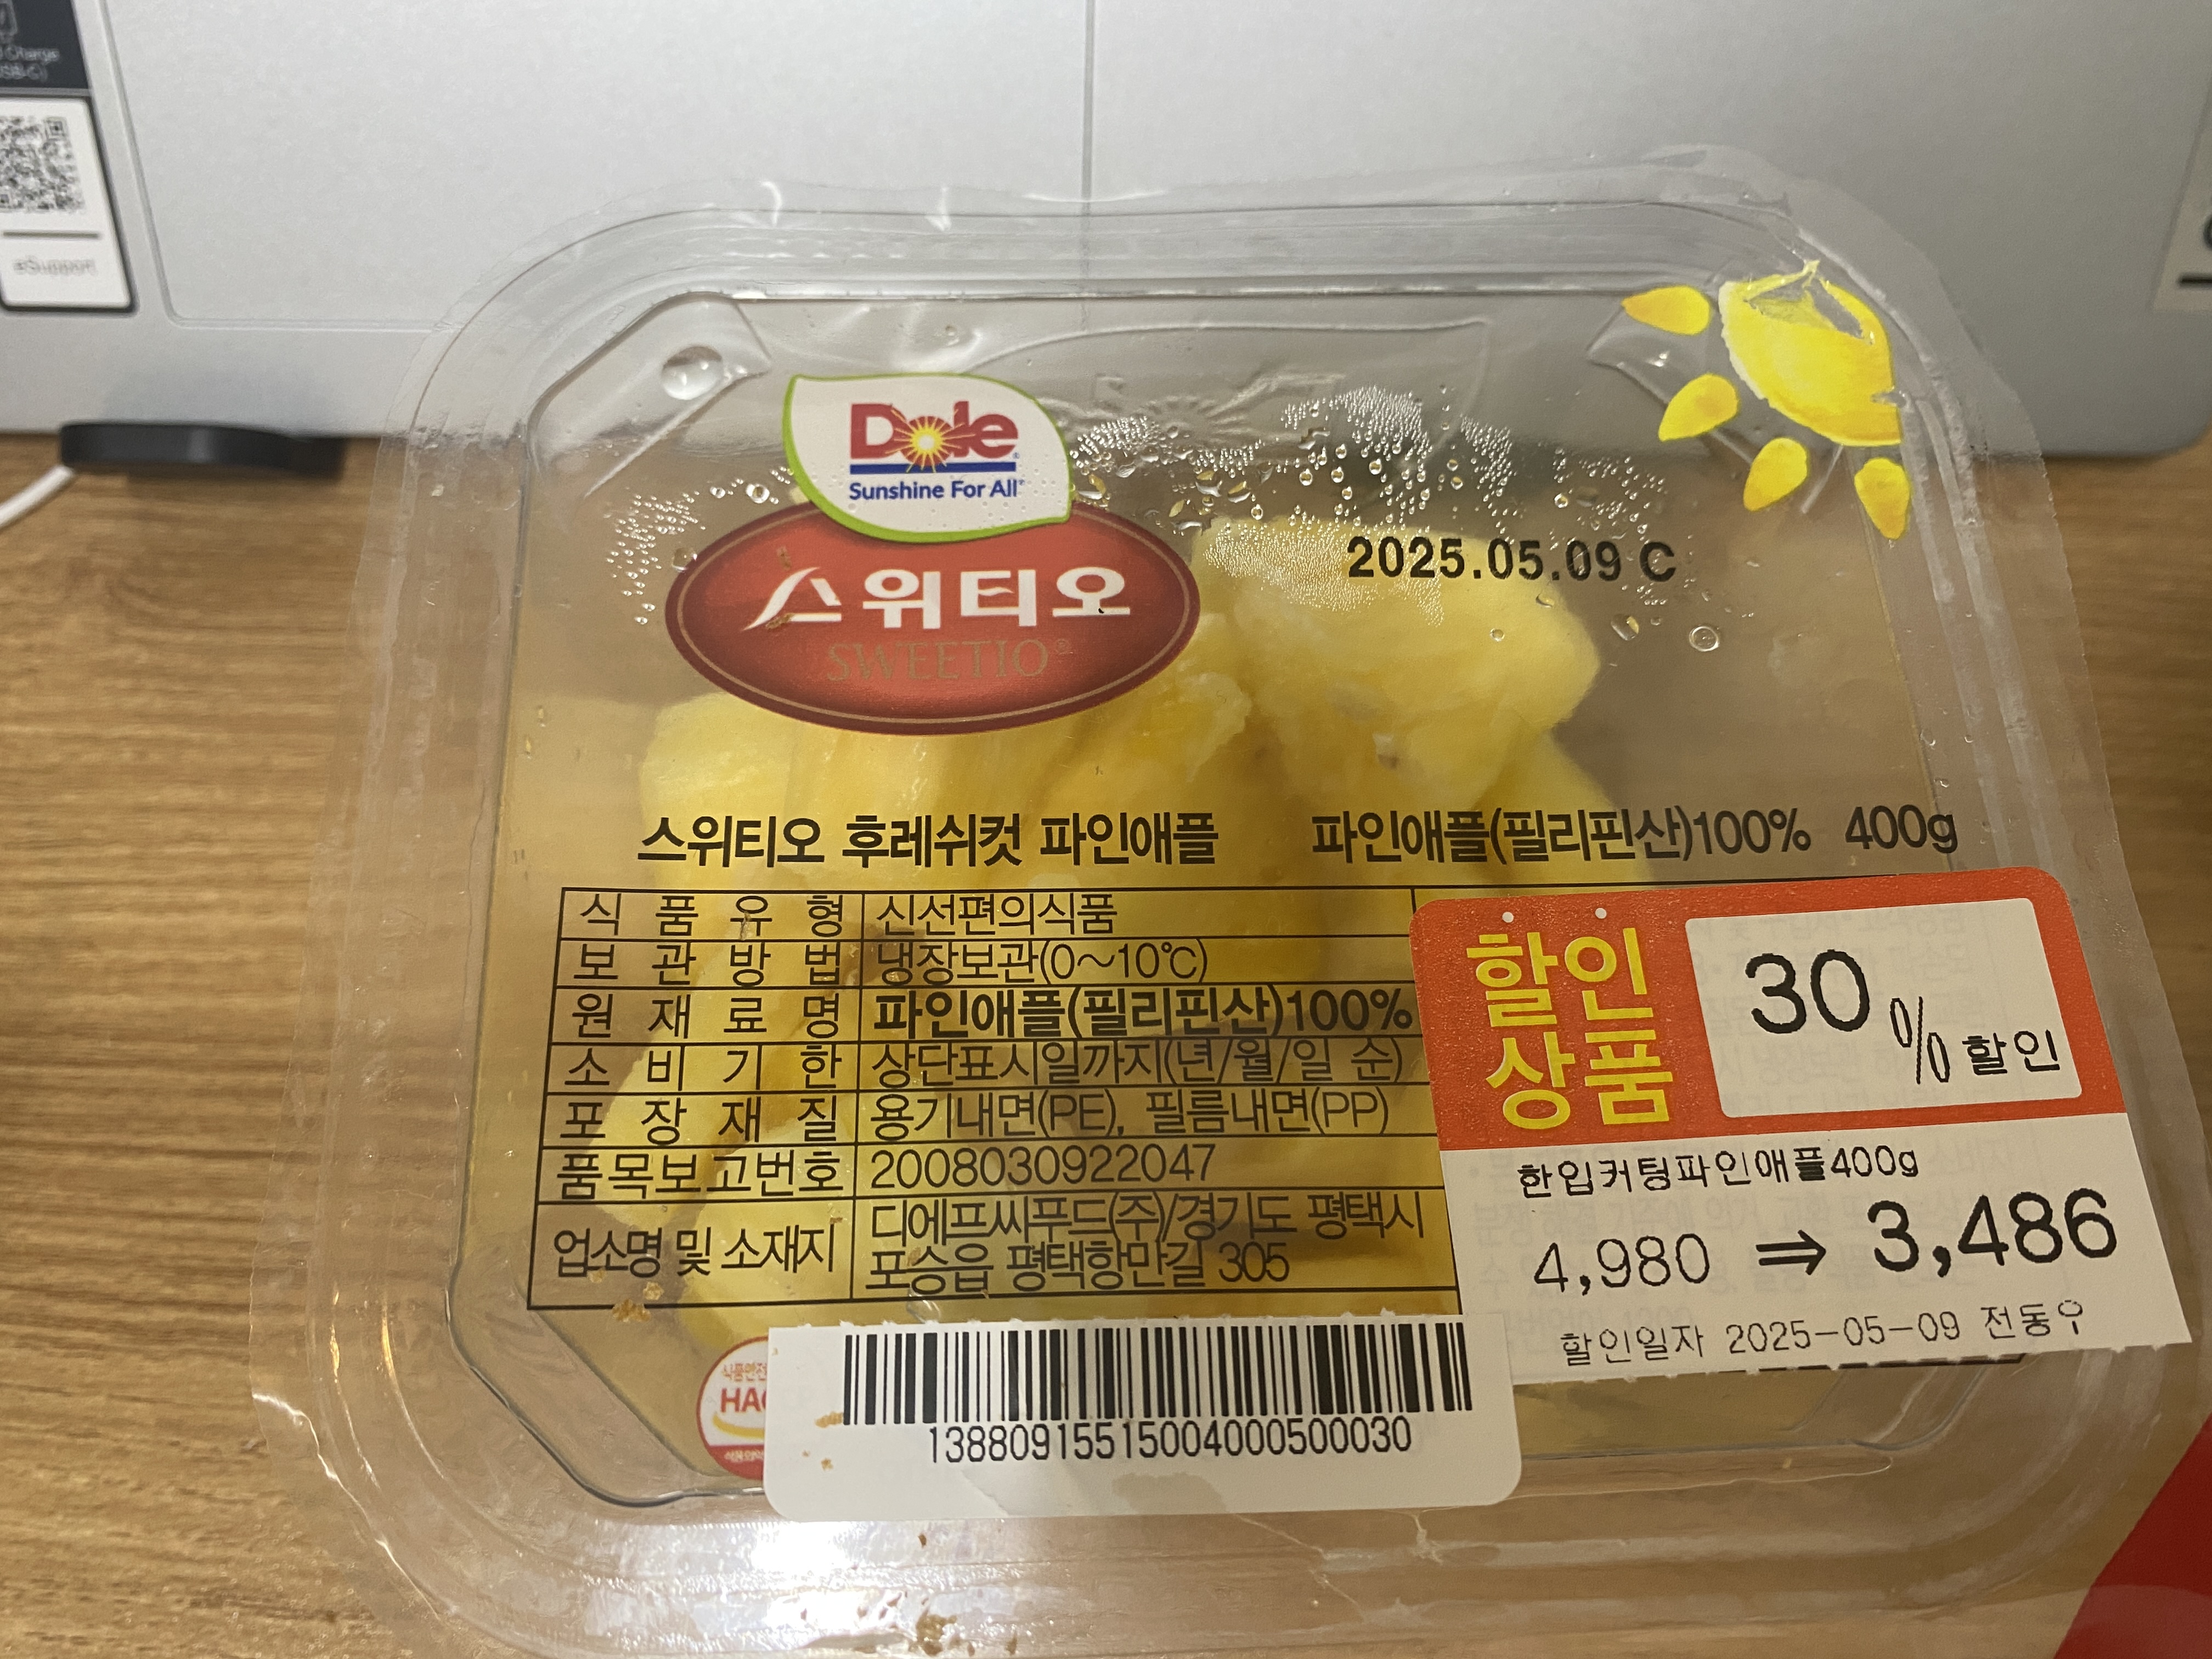 Charge
eSupport
Dole
Sunshine For All
스위티오
SWEETIO®
2025.05.09 C
스위티오 후레쉬컷 파인애플 파인애플(필리핀산)100% 400g
식품유형 신선편의식품
보관방법 냉장보관(0~10℃)
원재료명 파인애플(필리핀산)100%
소비기한 상단표시일까지(년/월/일 순)
포장재질 용기내면(PE), 필름내면(PP)
품목보고번호 2008030922047
업소명 및 소재지 디에프씨푸드(주)/경기도 평택시
포승읍 평택항만길 305
할인
상품
30% 할인
한입커팅파인애플400g
4,980 ⇒ 3,486
할인일자 2025-05-09 전동우
13880915515004000500030